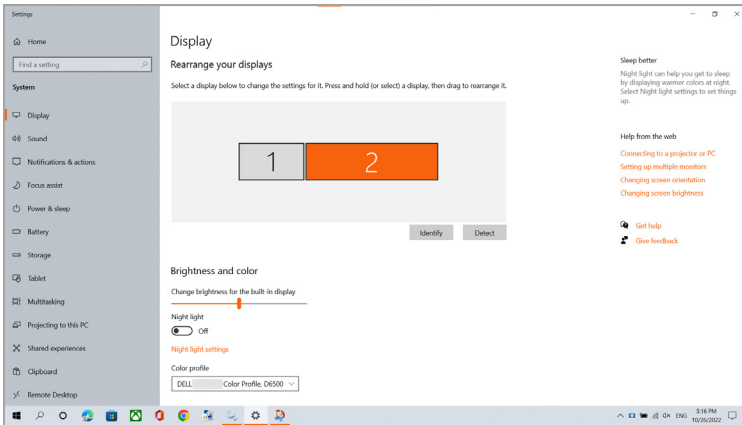 Settings
Home
Find a setting
System
Display
Sound
Notifications & actions
Focus assist
Power & sleep
Battery
Storage
Tablet
Multitasking
Projecting to this PC
Shared experiences
Clipboard
Remote Desktop
Display
Rearrange your displays
Select a display below to change the settings for it. Press and hold (or select) a display, then drag to rearrange it.
1
2
Identify
Detect
Brightness and color
Change brightness for the built-in display
Night light
Off
Night light settings
Color profile
DELL Color Profile, D6500
Sleep better
Night light can help you get to sleep
by displaying warmer colors at night.
Select Night light settings to set things
up.
Help from the web
Connecting to a projector or PC
Setting up multiple monitors
Changing screen orientation
Changing screen brightness
Get help
Give feedback
ENG
5:16 PM
10/26/2022